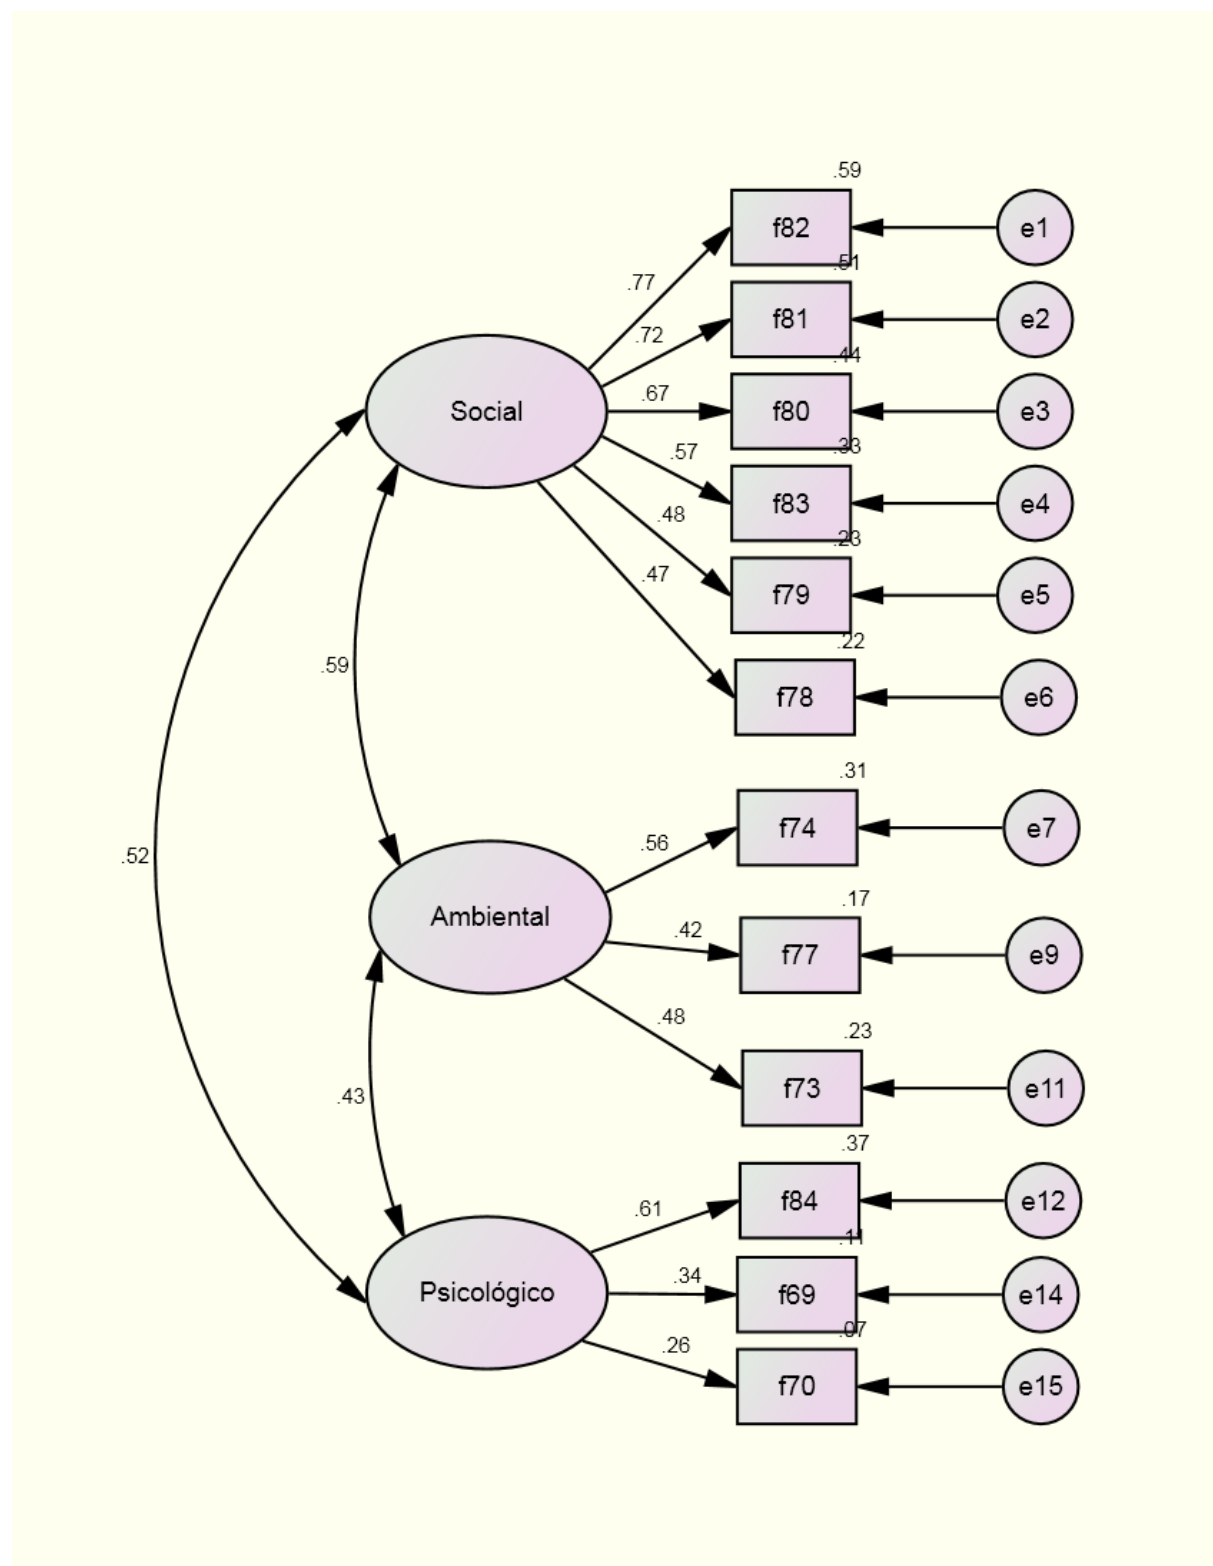 .59
f82
e1
.77
.51
f81
e2
.72
.44
Social
.67
f80
e3
.33
.57
f83
e4
.48
.23
f79
e5
.47
.22
f78
e6
.59
.31
.56
f74
e7
.52
.17
Ambiental
.42
f77
e9
.48
.23
f73
e11
.43
.37
.61
f84
e12
.11
Psicológico
.34
f69
e14
.07
.26
f70
e15